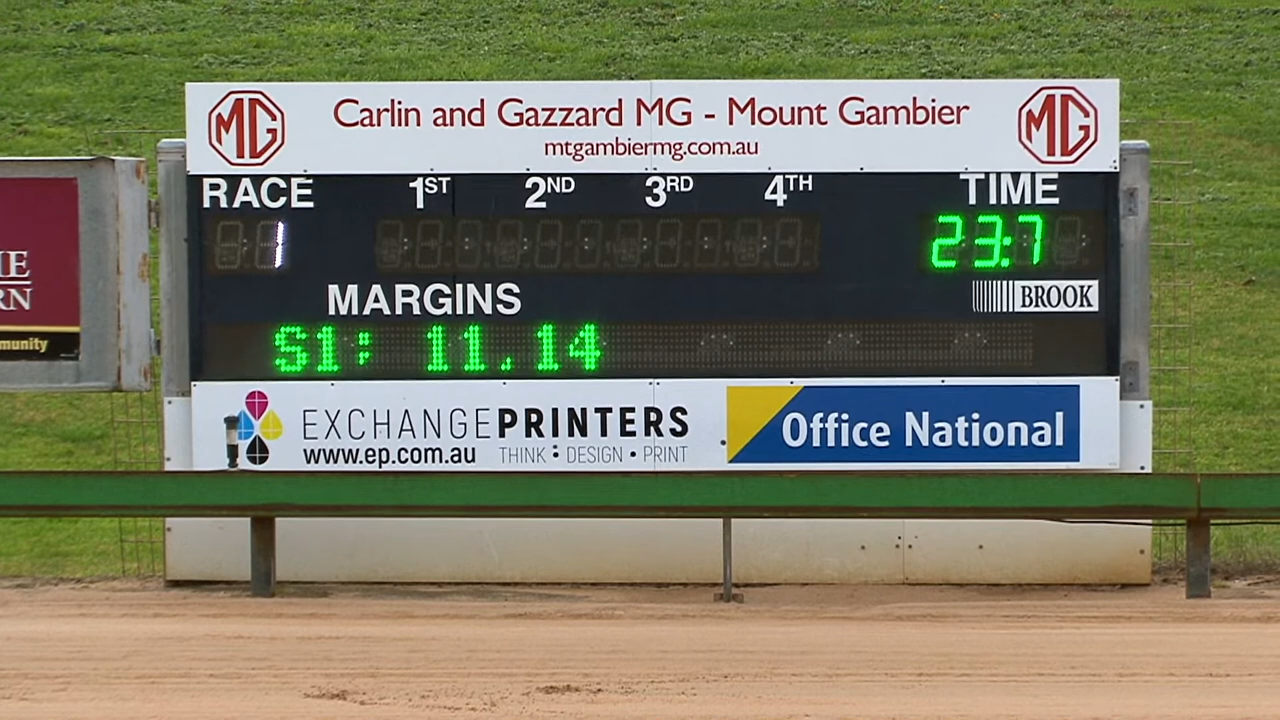 MG Carlin and Gazzard MG - Mount Gambier MG
mtgambiermg.com.au
RACE 1ST 2ND 3RD 4TH TIME
1 23:7
MARGINS BROOK
S1: 11.14
EXCHANGEPRINTERS
www.ep.com.au THINK : DESIGN • PRINT
Office National